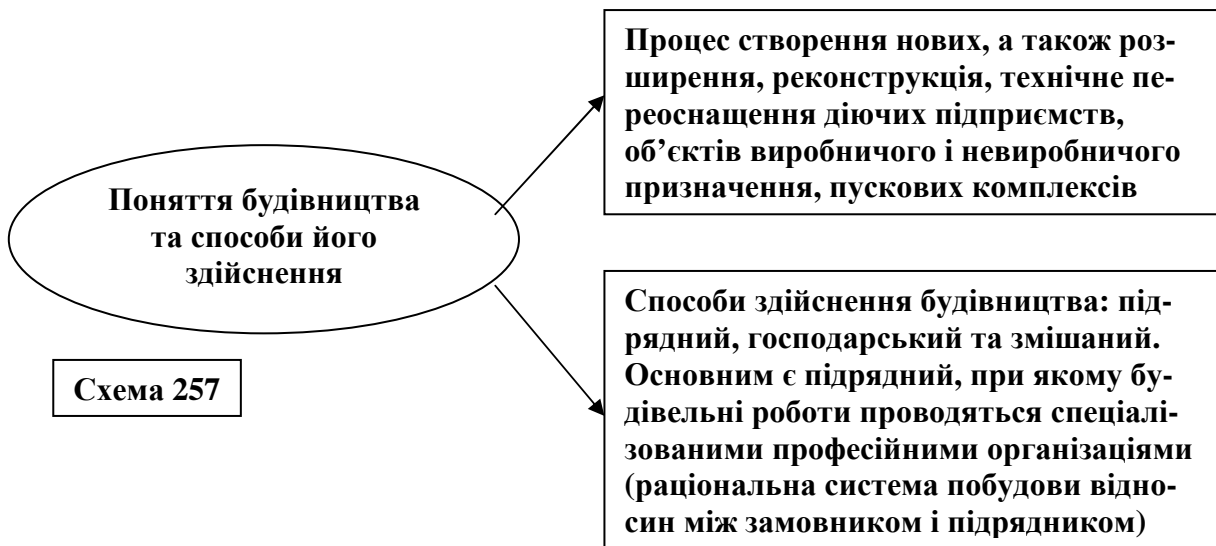 Процес створення нових, а також роз-
ширення, реконструкція, технічне пе-
реоснащення діючих підприємств,
об’єктів виробничого і невиробничого
призначення, пускових комплексів
Поняття будівництва
та способи його
здійснення
Способи здійснення будівництва: під-
рядний, господарський та змішаний.
Основним є підрядний, при якому бу-
дівельні роботи проводяться спеціалі-
зованими професійними організаціями
(раціональна система побудови відно-
син між замовником і підрядником)
Схема 257